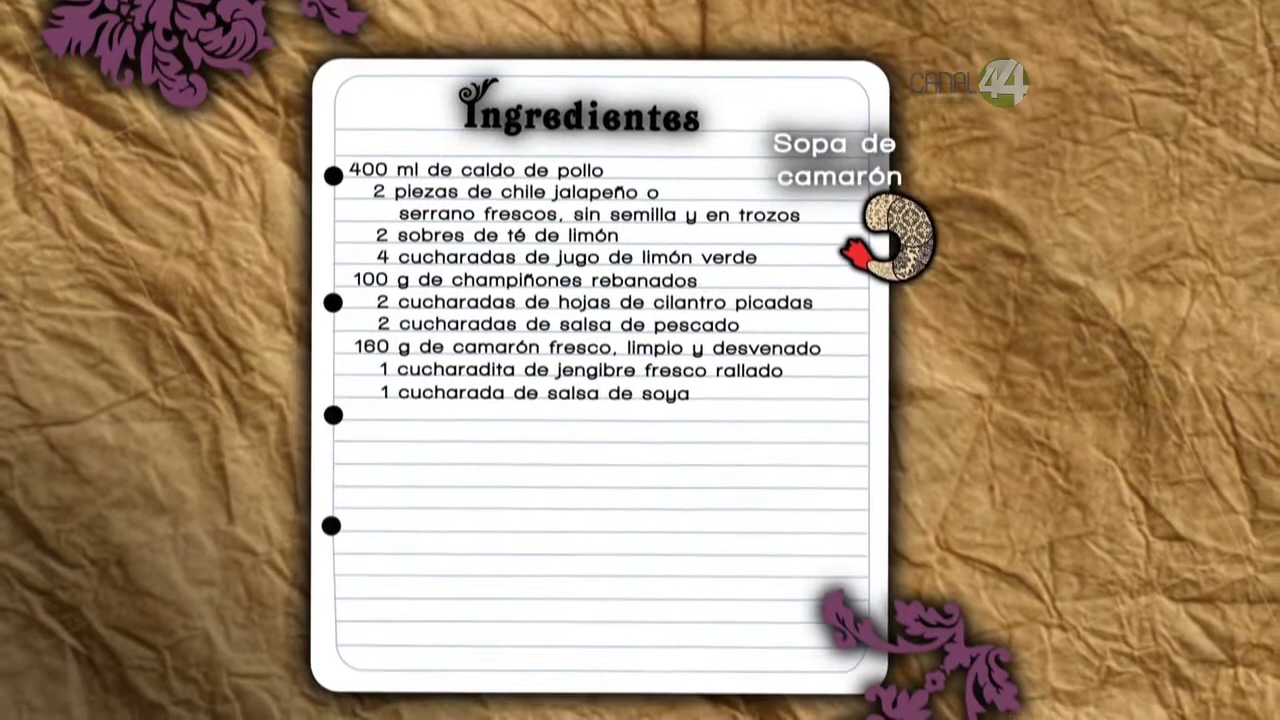 CANAL 44
Ingredientes
Sopa de
camarón
400 ml de caldo de pollo
2 piezas de chile jalapeño o
serrano frescos, sin semilla y en trozos
2 sobres de té de limón
4 cucharadas de jugo de limón verde
100 g de champiñones rebanados
2 cucharadas de hojas de cilantro picadas
2 cucharadas de salsa de pescado
160 g de camarón fresco, limpio y desvenado
1 cucharadita de jengibre fresco rallado
1 cucharada de salsa de soya